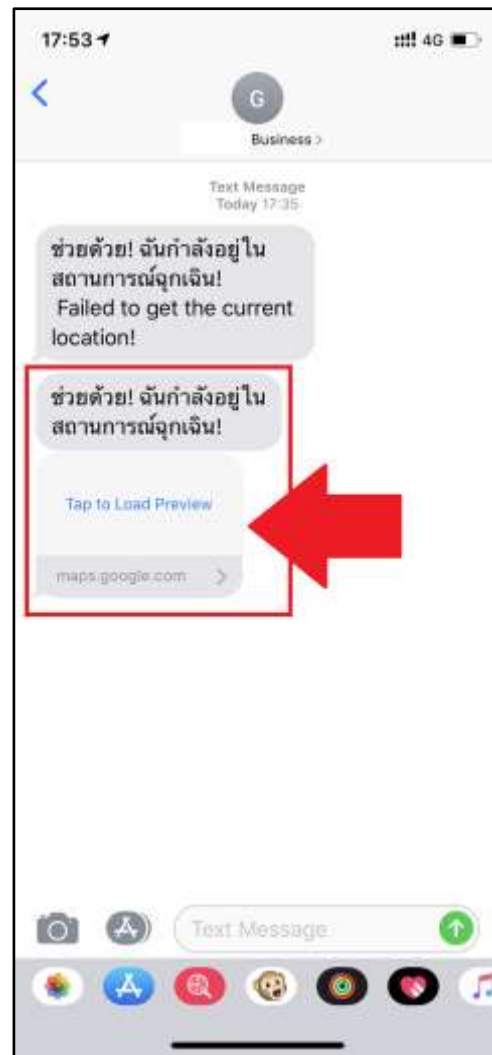 17:53
4G
G
Business >
Text Message
Today 17:35
ช่วยด้วย! ฉันกำลังอยู่ใน
สถานการณ์ฉุกเฉิน!
Failed to get the current
location!
ช่วยด้วย! ฉันกำลังอยู่ใน
สถานการณ์ฉุกเฉิน!
Tap to Load Preview
maps.google.com
Text Message